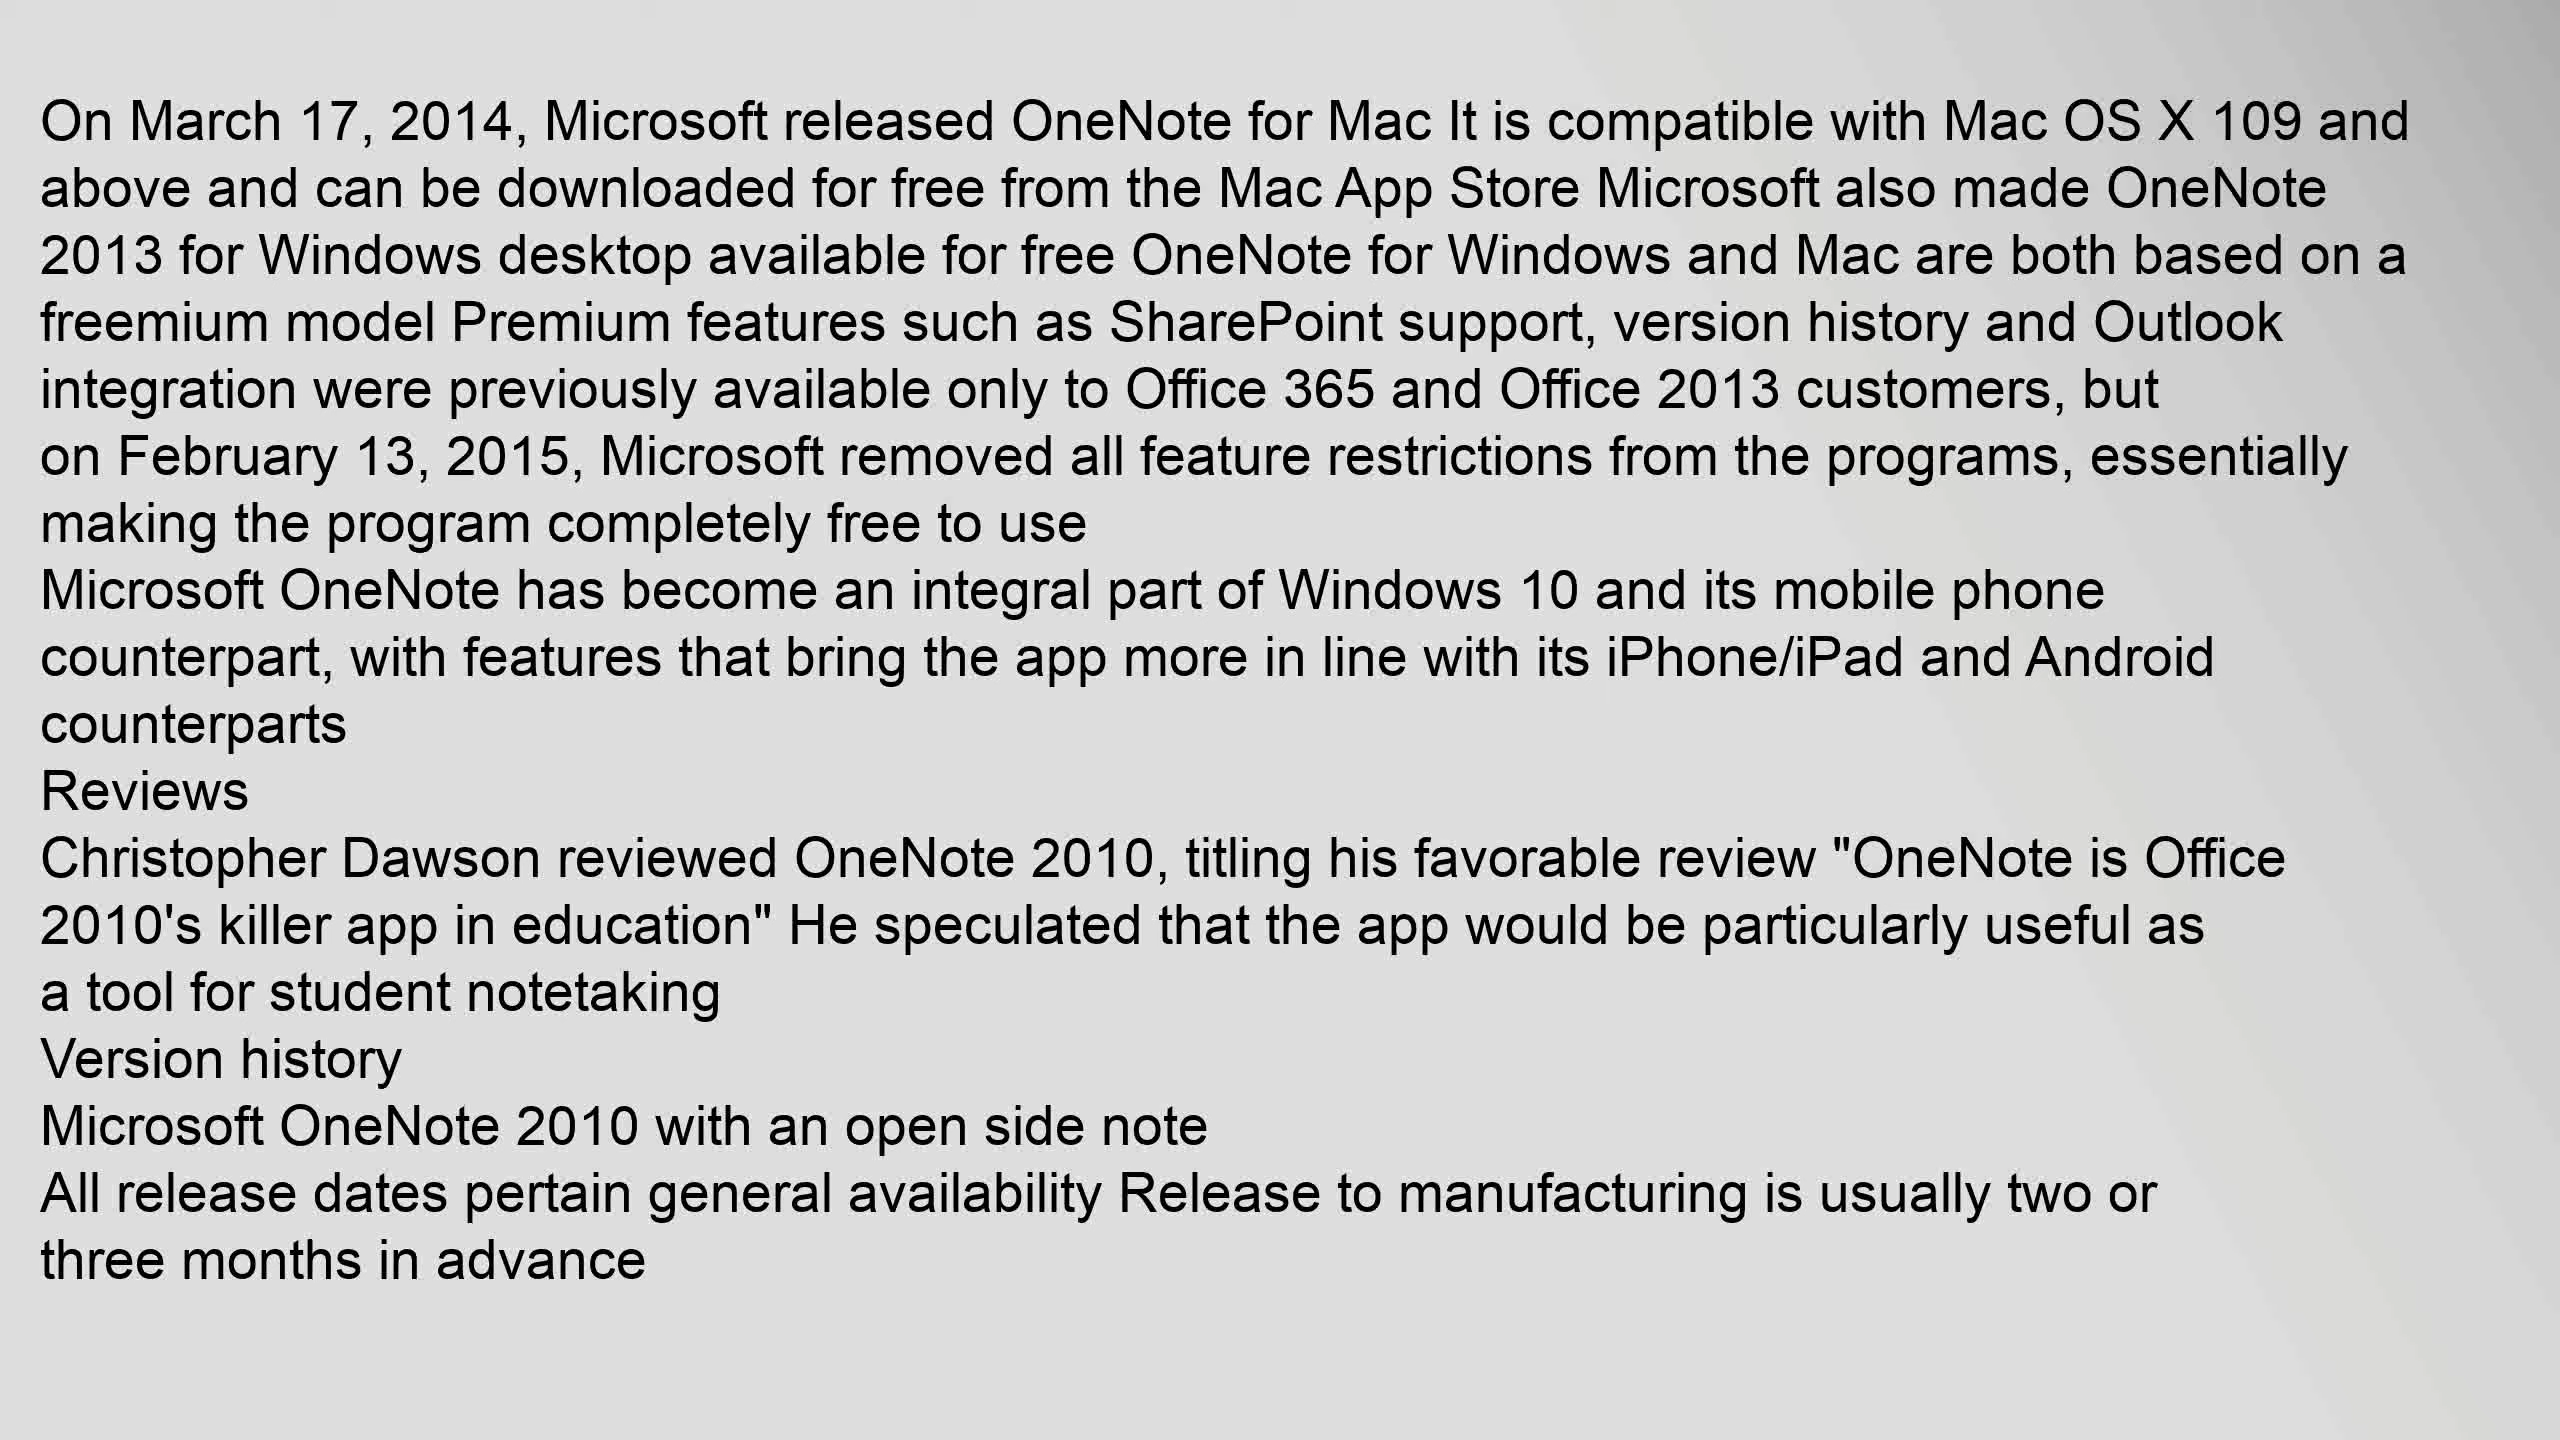 On March 17, 2014, Microsoft released OneNote for Mac It is compatible with Mac OS X 109 and
above and can be downloaded for free from the Mac App Store Microsoft also made OneNote
2013 for Windows desktop available for free OneNote for Windows and Mac are both based on a
freemium model Premium features such as SharePoint support, version history and Outlook
integration were previously available only to Office 365 and Office 2013 customers, but
on February 13, 2015, Microsoft removed all feature restrictions from the programs, essentially
making the program completely free to use
Microsoft OneNote has become an integral part of Windows 10 and its mobile phone
counterpart, with features that bring the app more in line with its iPhone/iPad and Android
counterparts
Reviews
Christopher Dawson reviewed OneNote 2010, titling his favorable review "OneNote is Office
2010's killer app in education" He speculated that the app would be particularly useful as
a tool for student notetaking
Version history
Microsoft OneNote 2010 with an open side note
All release dates pertain general availability Release to manufacturing is usually two or
three months in advance